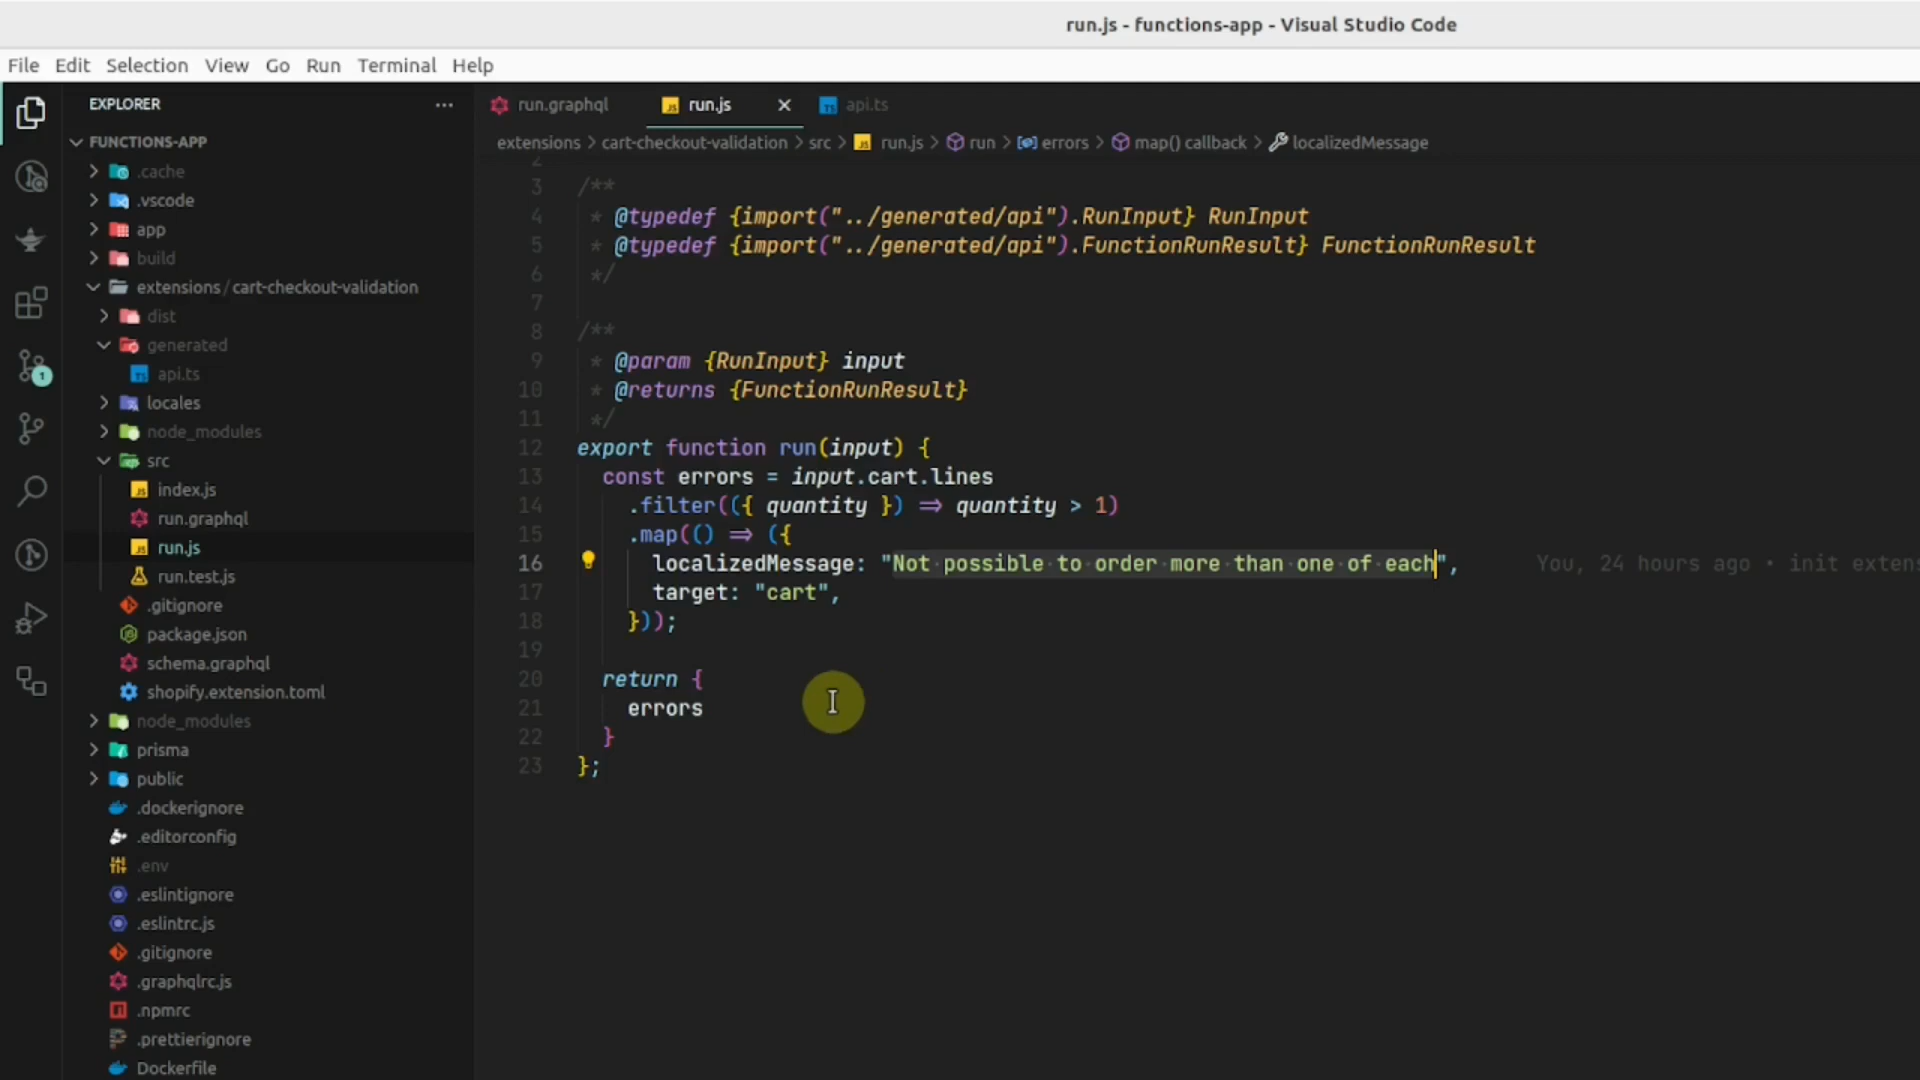 run.js - functions-app - Visual Studio Code
File Edit Selection View Go Run Terminal Help
EXPLORER
FUNCTIONS-APP
.cache
.vscode
app
build
extensions / cart-checkout-validation
dist
generated
api.ts
locales
node_modules
src
index.js
run.graphql
run.js
run.test.js
.gitignore
package.json
schema.graphql
shopify.extension.toml
node_modules
prisma
public
.dockerignore
.editorconfig
.env
.eslintignore
.eslintrc.js
.gitignore
.graphqlrc.js
.npmrc
.prettierignore
Dockerfile
1
run.graphql run.js api.ts
extensions > cart-checkout-validation > src > run.js > run > errors > map() callback > localizedMessage
2
3 /**
4 * @typedef {import("../generated/api").RunInput} RunInput
5 * @typedef {import("../generated/api").FunctionRunResult} FunctionRunResult
6 */
7
8 /**
9 * @param {RunInput} input
10 * @returns {FunctionRunResult}
11 */
12 export function run(input) {
13 const errors = input.cart.lines
14 .filter(({ quantity }) => quantity > 1)
15 .map(() => ({
16 localizedMessage: "Not possible to order more than one of each", You, 24 hours ago • init extens
17 target: "cart",
18 }));
19
20 return {
21 errors
22 }
23 };